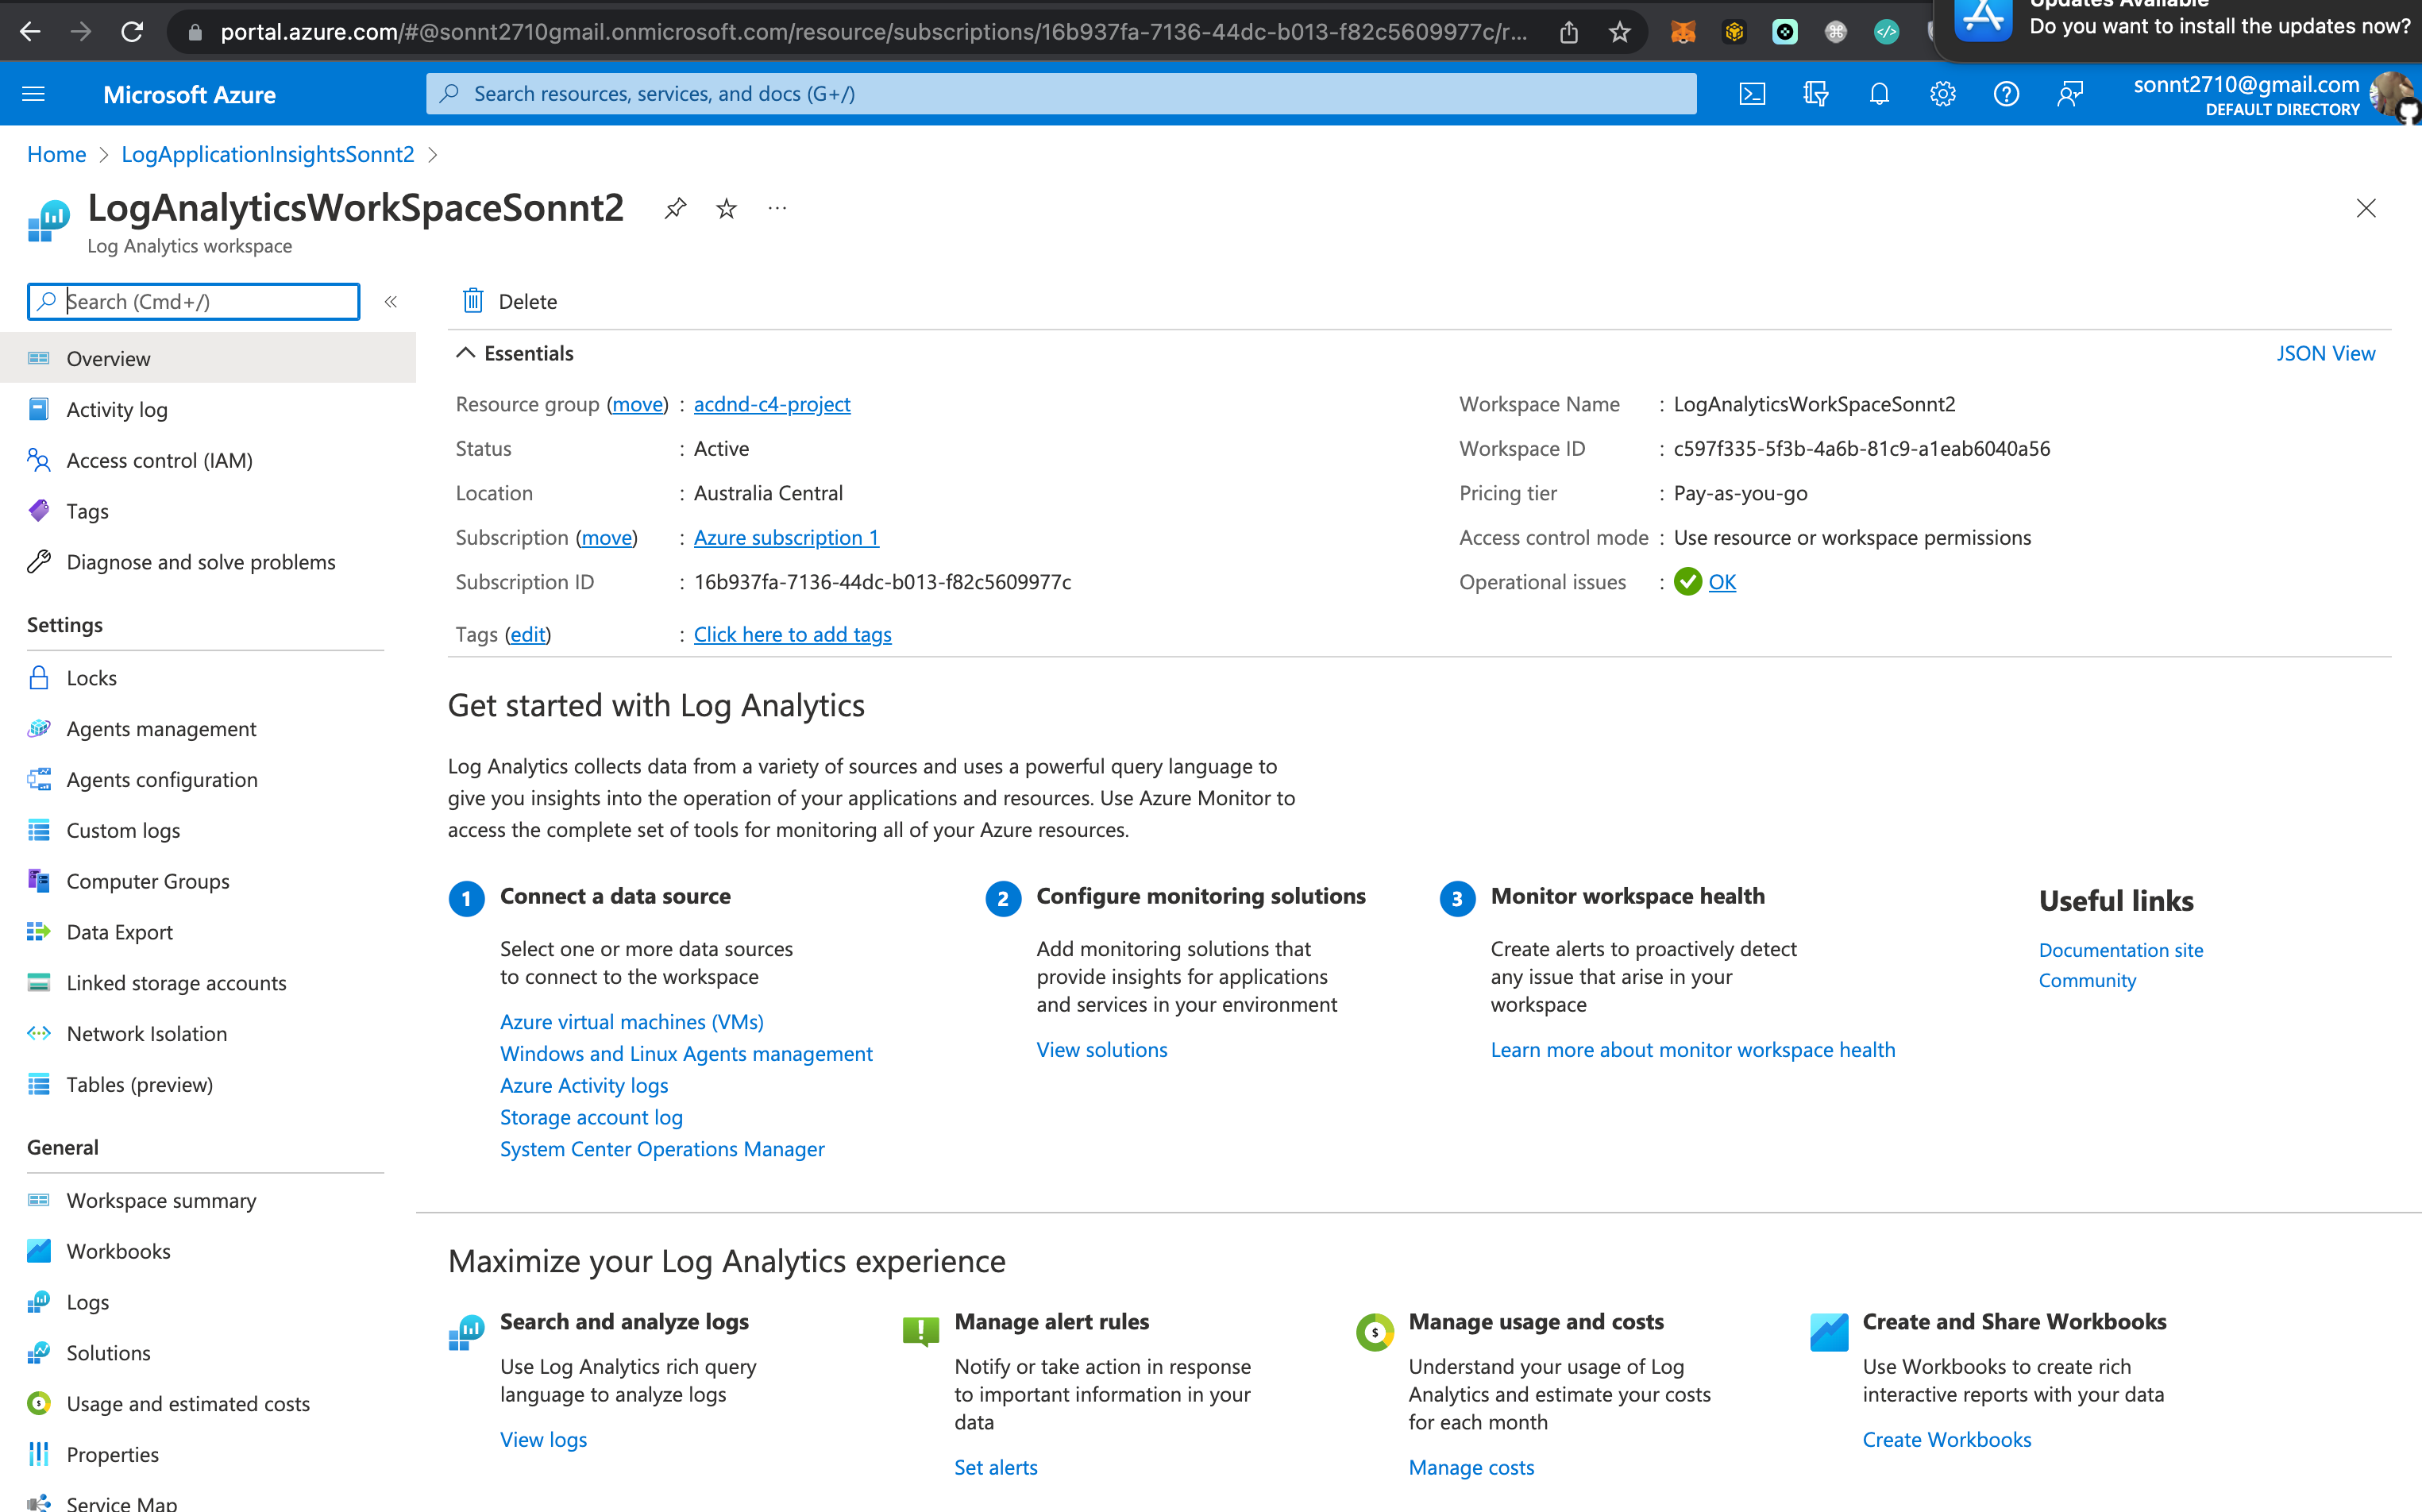 Updates Available
Do you want to install the updates now?
portal.azure.com/#@sonnt2710gmail.onmicrosoft.com/resource/subscriptions/16b937fa-7136-44dc-b013-f82c5609977c/r...
Microsoft Azure
Search resources, services, and docs (G+/)
sonnt2710@gmail.com
DEFAULT DIRECTORY
Home > LogApplicationInsightsSonnt2 >
LogAnalyticsWorkSpaceSonnt2
Log Analytics workspace
Search (Cmd+/)
Overview
Activity log
Access control (IAM)
Tags
Diagnose and solve problems
Settings
Locks
Agents management
Agents configuration
Custom logs
Computer Groups
Data Export
Linked storage accounts
Network Isolation
Tables (preview)
General
Workspace summary
Workbooks
Logs
Solutions
Usage and estimated costs
Properties
Service Map
Delete
Essentials
JSON View
Resource group (move) : acdnd-c4-project
Status : Active
Location : Australia Central
Subscription (move) : Azure subscription 1
Subscription ID : 16b937fa-7136-44dc-b013-f82c5609977c
Tags (edit) : Click here to add tags
Workspace Name : LogAnalyticsWorkSpaceSonnt2
Workspace ID : c597f335-5f3b-4a6b-81c9-a1eab6040a56
Pricing tier : Pay-as-you-go
Access control mode : Use resource or workspace permissions
Operational issues : OK
Get started with Log Analytics
Log Analytics collects data from a variety of sources and uses a powerful query language to
give you insights into the operation of your applications and resources. Use Azure Monitor to
access the complete set of tools for monitoring all of your Azure resources.
1 Connect a data source
Select one or more data sources
to connect to the workspace
Azure virtual machines (VMs)
Windows and Linux Agents management
Azure Activity logs
Storage account log
System Center Operations Manager
2 Configure monitoring solutions
Add monitoring solutions that
provide insights for applications
and services in your environment
View solutions
3 Monitor workspace health
Create alerts to proactively detect
any issue that arise in your
workspace
Learn more about monitor workspace health
Useful links
Documentation site
Community
Maximize your Log Analytics experience
Search and analyze logs
Use Log Analytics rich query
language to analyze logs
View logs
Manage alert rules
Notify or take action in response
to important information in your
data
Set alerts
Manage usage and costs
Understand your usage of Log
Analytics and estimate your costs
for each month
Manage costs
Create and Share Workbooks
Use Workbooks to create rich
interactive reports with your data
Create Workbooks